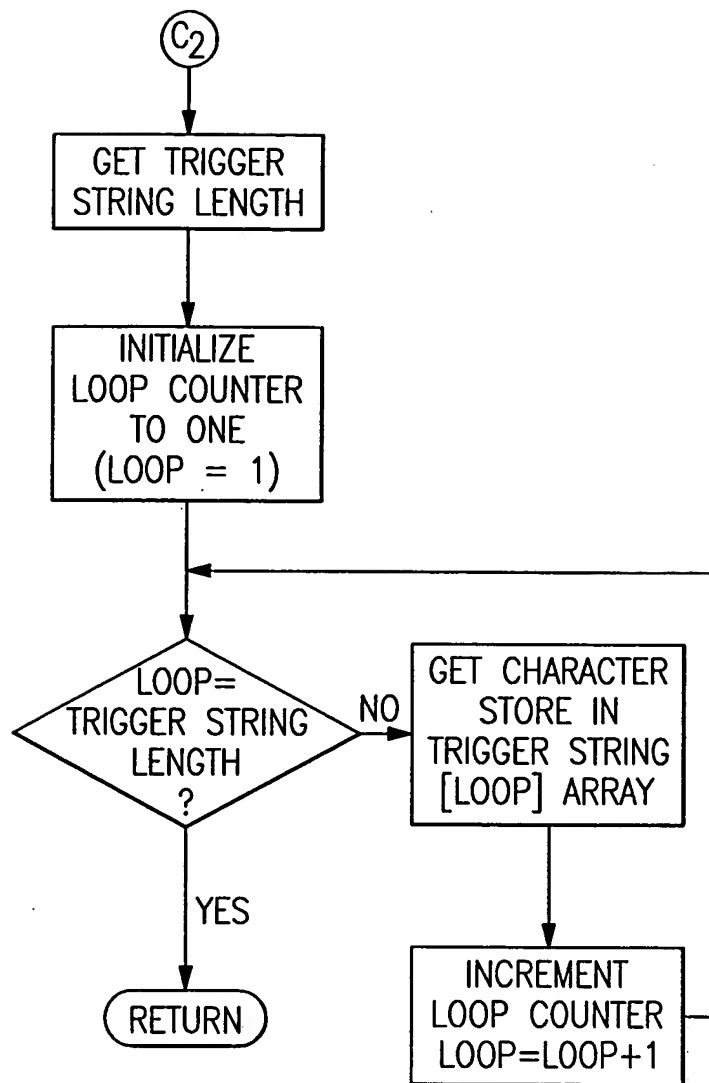 C2
GET TRIGGER
STRING LENGTH
INITIALIZE
LOOP COUNTER
TO ONE
(LOOP = 1)
LOOP=
TRIGGER STRING
LENGTH
?
NO
GET CHARACTER
STORE IN
TRIGGER STRING
[LOOP] ARRAY
YES
INCREMENT
LOOP COUNTER
LOOP=LOOP+1
RETURN